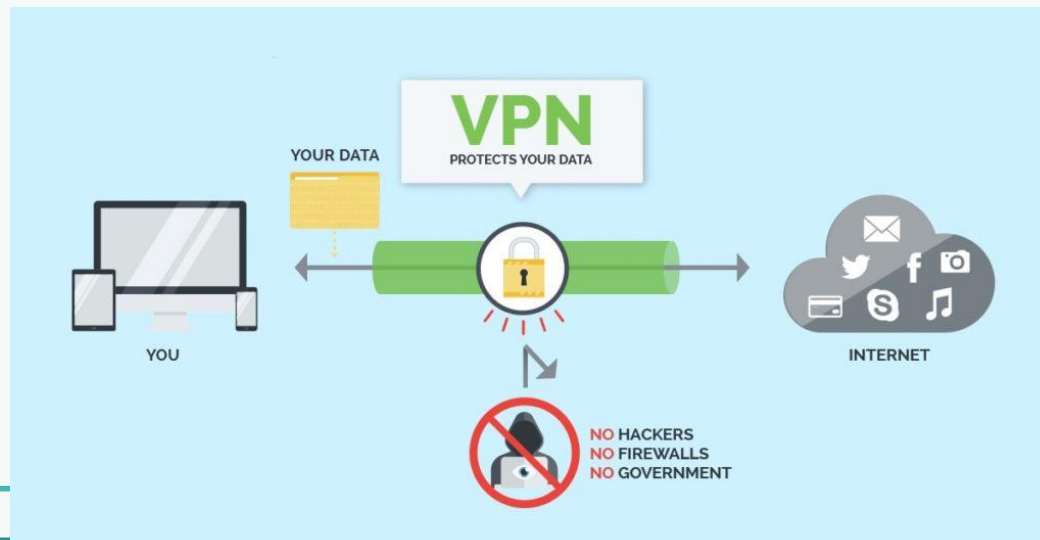 VPN
PROTECTS YOUR DATA
YOUR DATA
YOU
INTERNET
NO HACKERS
NO FIREWALLS
NO GOVERNMENT